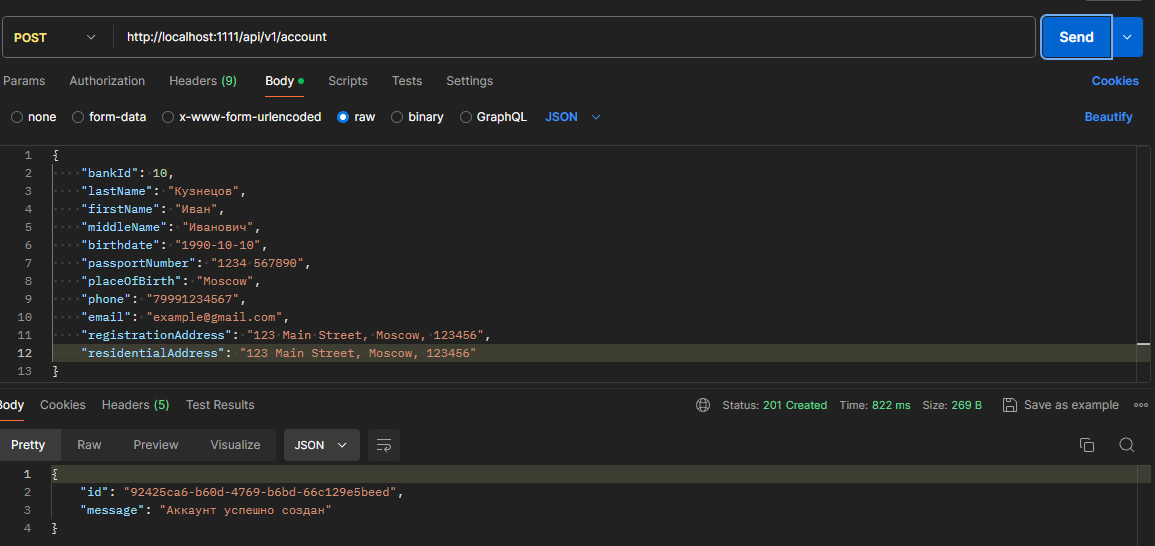 POST http://localhost:1111/api/v1/account Send
Params Authorization Headers (9) Body Scripts Tests Settings Cookies
none form-data x-www-form-urlencoded raw binary GraphQL JSON Beautify
1 {
2 "bankId": 10,
3 "lastName": "Кузнецов",
4 "firstName": "Иван",
5 "middleName": "Иванович",
6 "birthdate": "1990-10-10",
7 "passportNumber": "1234 567890",
8 "placeOfBirth": "Moscow",
9 "phone": "79991234567",
10 "email": "example@gmail.com",
11 "registrationAddress": "123 Main Street, Moscow, 123456",
12 "residentialAddress": "123 Main Street, Moscow, 123456"
13 }
Body Cookies Headers (5) Test Results Status: 201 Created Time: 822 ms Size: 269 B Save as example
Pretty Raw Preview Visualize JSON
1 {
2 "id": "92425ca6-b60d-4769-b6bd-66c129e5beed",
3 "message": "Аккаунт успешно создан"
4 }